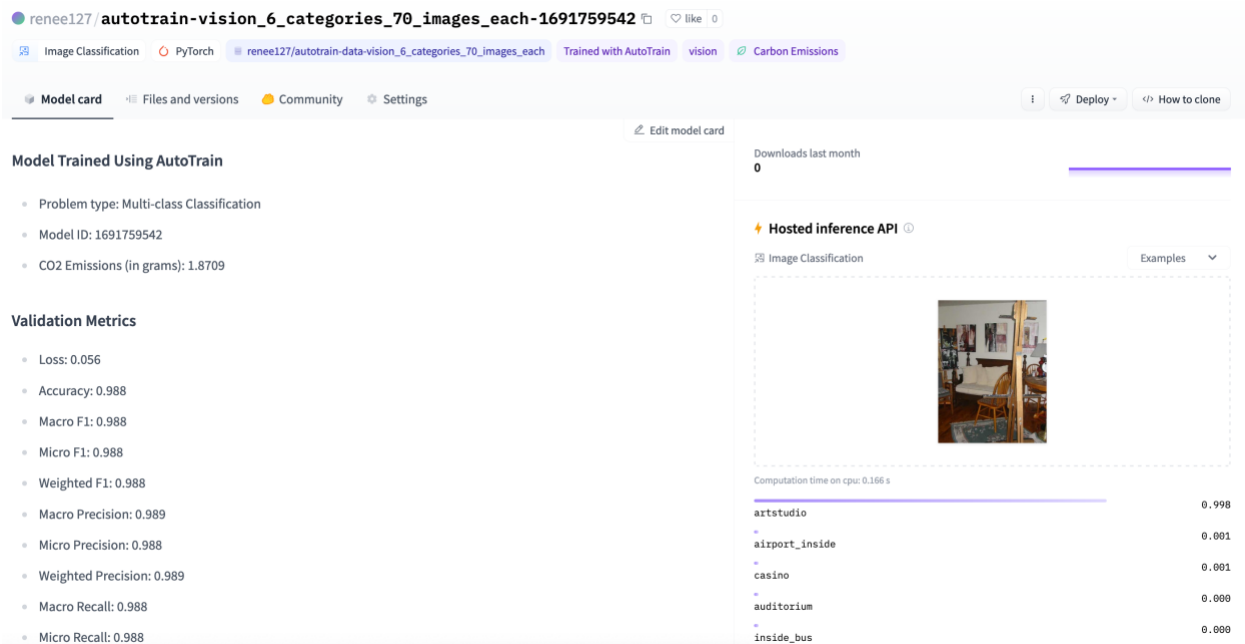 renee127/autotrain-vision_6_categories_70_images_each-1691759542 like 0
Image Classification PyTorch renee127/autotrain-data-vision_6_categories_70_images_each Trained with AutoTrain vision Carbon Emissions
Model card Files and versions Community Settings Deploy How to clone
Edit model card
Model Trained Using AutoTrain
Problem type: Multi-class Classification
Model ID: 1691759542
CO2 Emissions (in grams): 1.8709
Validation Metrics
Loss: 0.056
Accuracy: 0.988
Macro F1: 0.988
Micro F1: 0.988
Weighted F1: 0.988
Macro Precision: 0.989
Micro Precision: 0.988
Weighted Precision: 0.989
Macro Recall: 0.988
Micro Recall: 0.988
Downloads last month
0
Hosted inference API
Image Classification Examples
Computation time on cpu: 0.166 s
artstudio 0.998
airport_inside 0.001
casino 0.001
auditorium 0.000
inside_bus 0.000